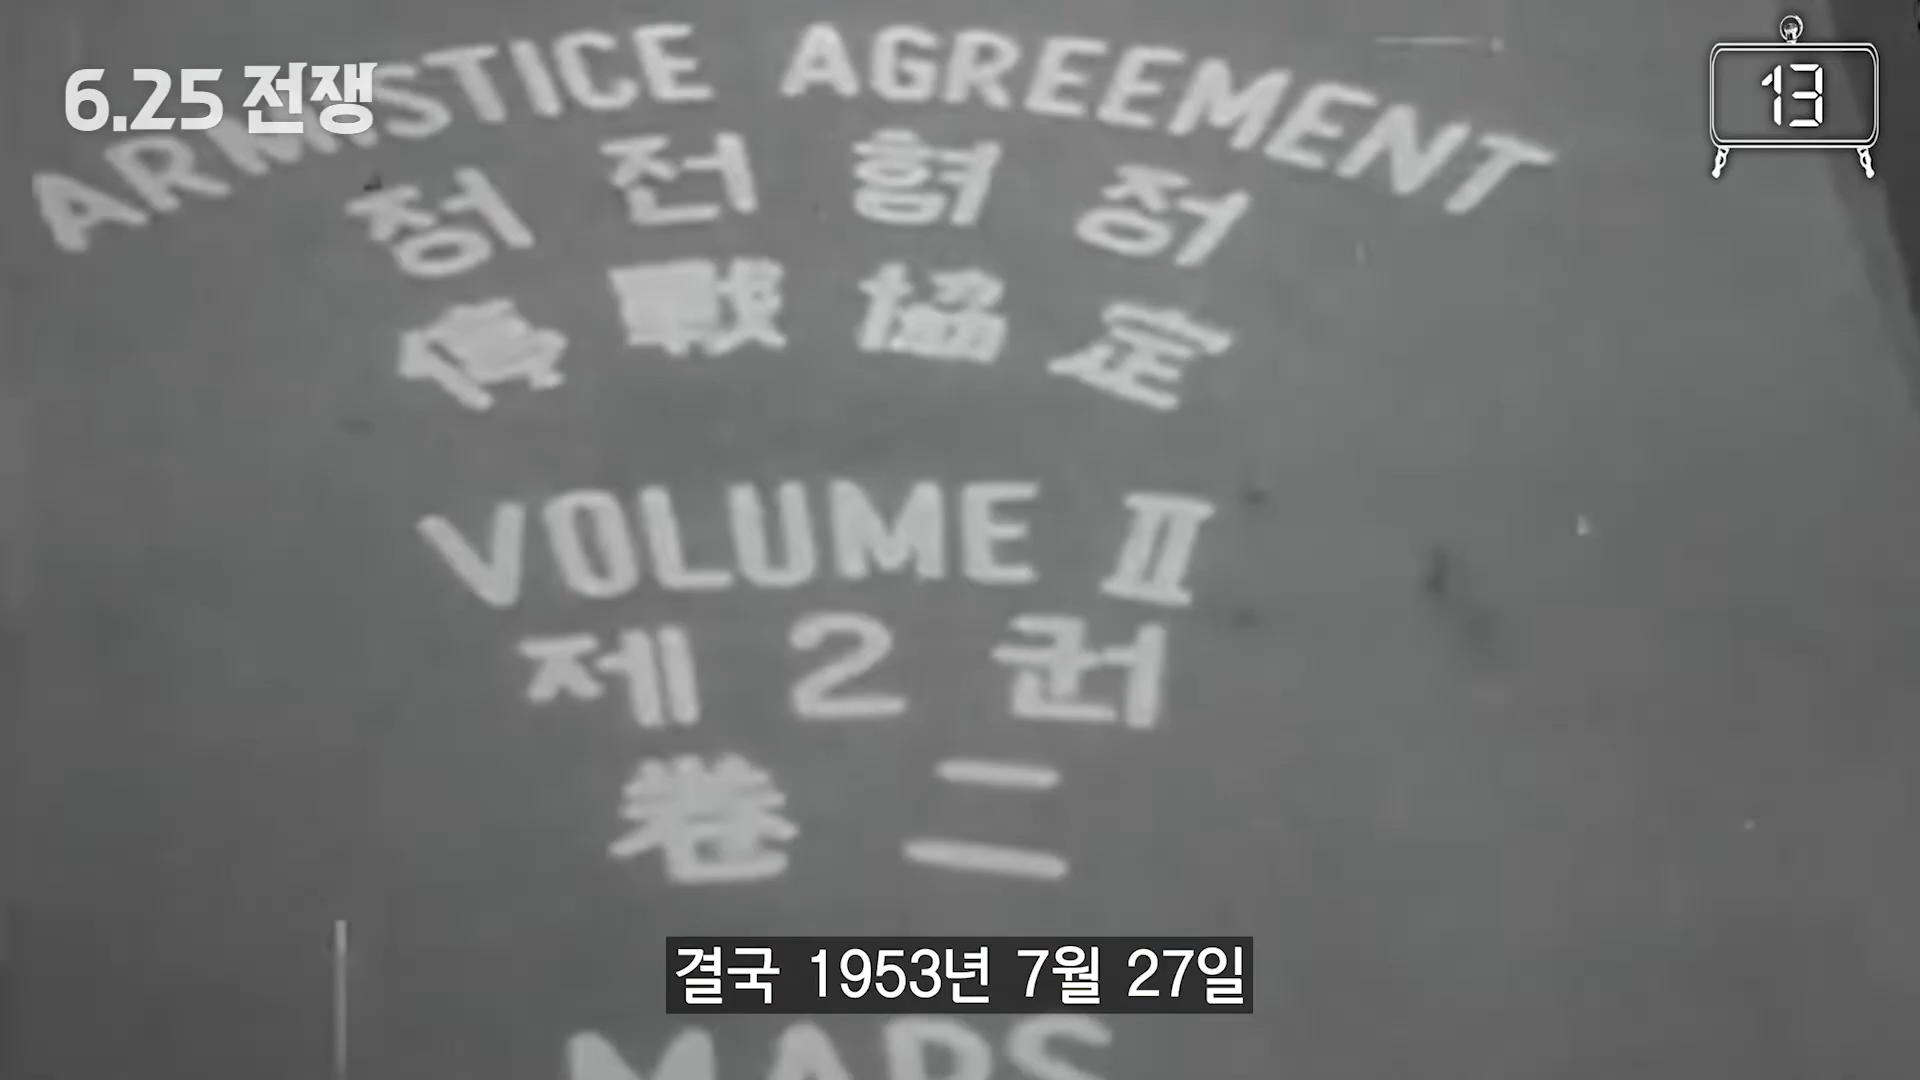 6.25 전쟁
13
ARMISTICE AGREEMENT
정전협정
停戰協定
VOLUME II
제2권
卷二
MAPS
결국 1953년 7월 27일